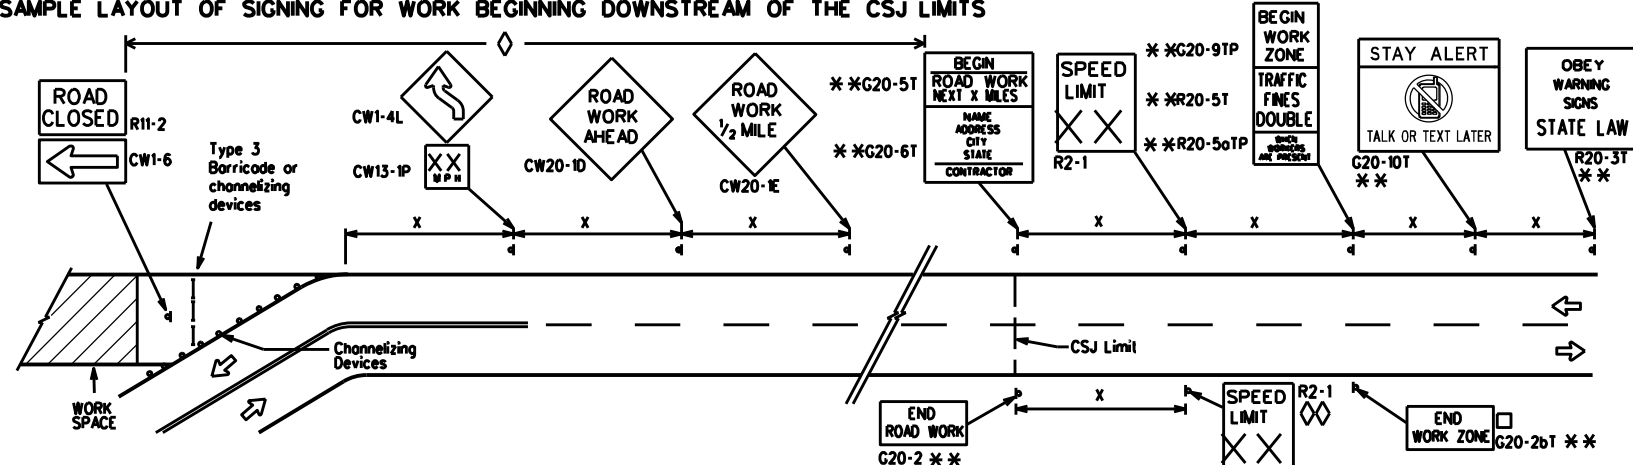 SAMPLE LAYOUT OF SIGNING FOR WORK BEGINNING DOWNSTREAM OF THE CSJ LIMITS
ROAD
CLOSED
R11-2
CW1-6
Type 3
Barricade or
channelizing
devices
CW1-4L
CW13-1P
XX
MPH
ROAD
WORK
AHEAD
CW20-1D
ROAD
WORK
1/2 MILE
CW20-1E
* *G20-5T
BEGIN
ROAD WORK
NEXT X MILES
* *G20-6T
NAME
ADDRESS
CITY
STATE
CONTRACTOR
SPEED
LIMIT
X X
R2-1
* *G20-9TP
BEGIN
WORK
ZONE
* *R20-5T
TRAFFIC
FINES
DOUBLE
* *R20-5aTP
WHEN
WORKERS
ARE PRESENT
STAY ALERT
TALK OR TEXT LATER
G20-10T
* *
OBEY
WARNING
SIGNS
STATE LAW
R20-3T
* *
X
X
X
X
X
X
X
Channelizing
Devices
WORK
SPACE
CSJ Limit
END
ROAD WORK
G20-2 * *
X
SPEED
LIMIT
X X
R2-1
END
WORK ZONE
G20-2bT * *